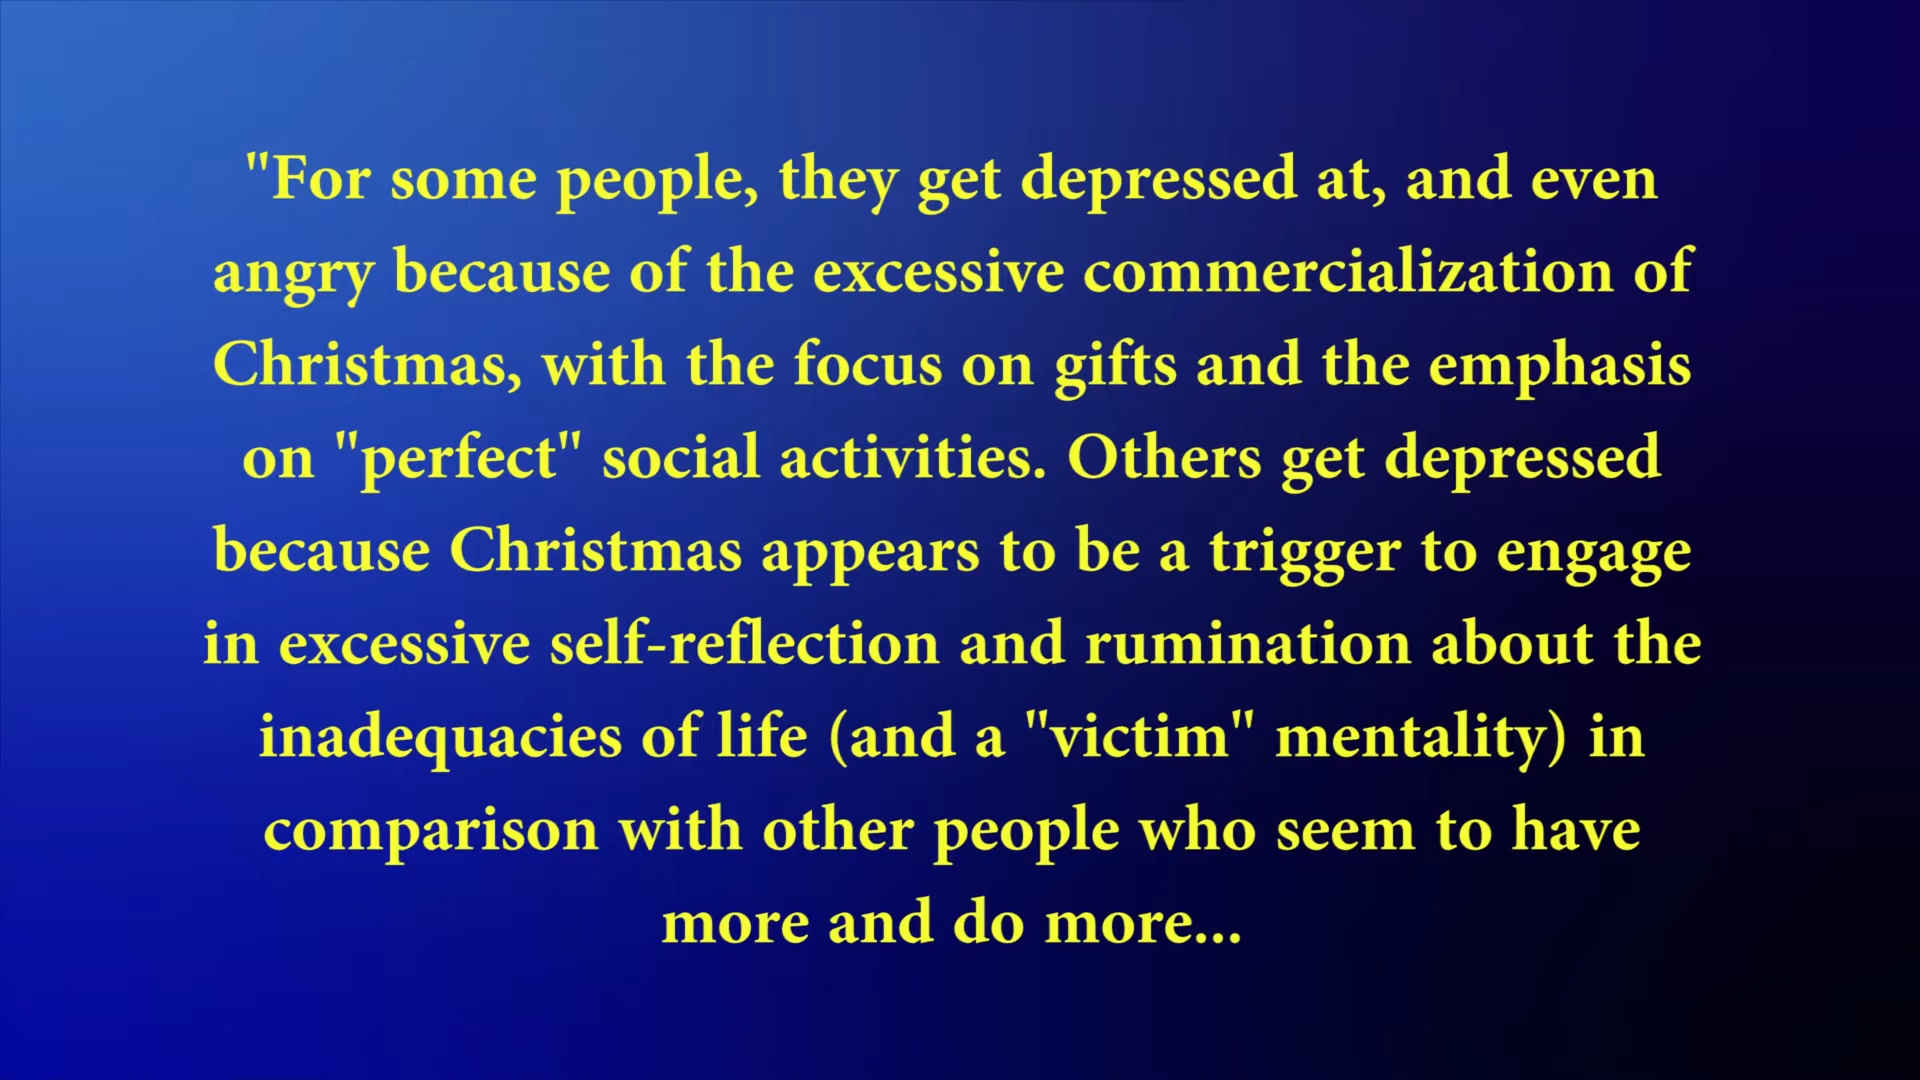 "For some people, they get depressed at, and even
angry because of the excessive commercialization of
Christmas, with the focus on gifts and the emphasis
on "perfect" social activities. Others get depressed
because Christmas appears to be a trigger to engage
in excessive self-reflection and rumination about the
inadequacies of life (and a "victim" mentality) in
comparison with other people who seem to have
more and do more...